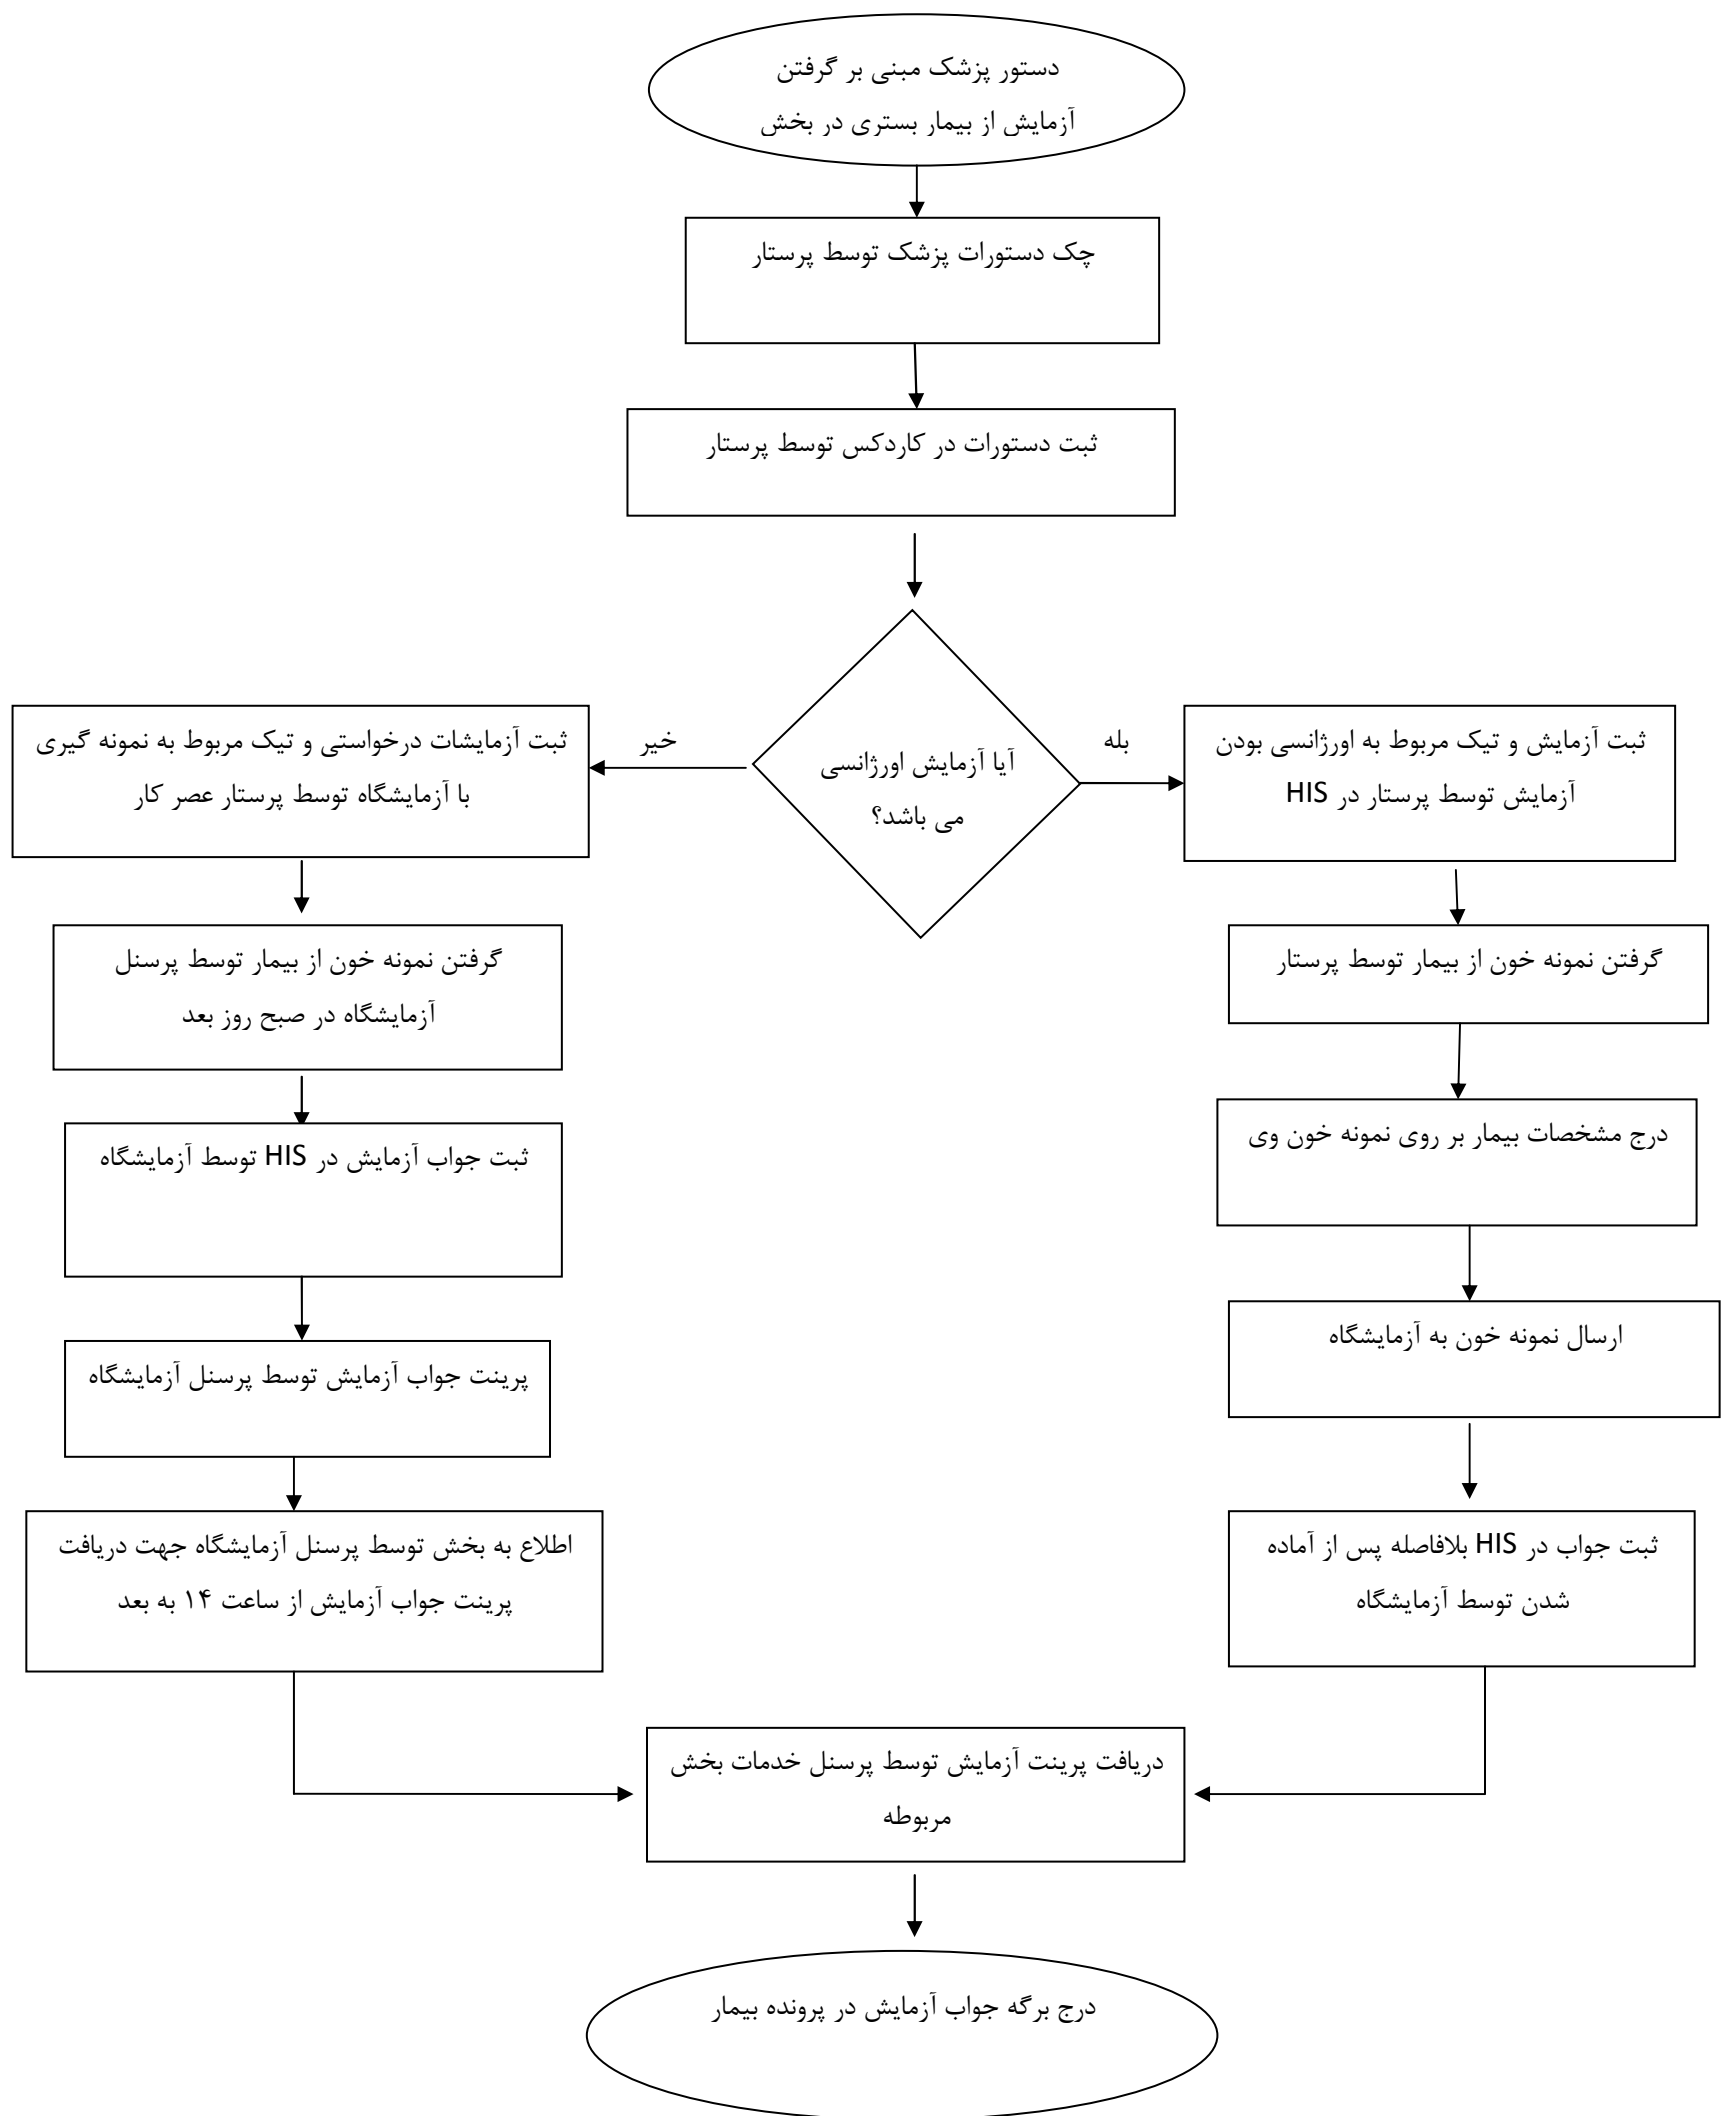 دستور پزشک مبنی بر گرفتن
آزمایش از بیمار بستری در بخش
چک دستورات پزشک توسط پرستار
ثبت دستورات در کاردکس توسط پرستار
آیا آزمایش اورژانسی
می باشد؟
بله
ثبت آزمایش و تیک مربوط به اورژانسی بودن
آزمایش توسط پرستار در HIS
گرفتن نمونه خون از بیمار توسط پرستار
درج مشخصات بیمار بر روی نمونه خون وی
ارسال نمونه خون به آزمایشگاه
ثبت جواب در HIS بلافاصله پس از آماده
شدن توسط آزمایشگاه
خیر
ثبت آزمایشات درخواستی و تیک مربوط به نمونه گیری
با آزمایشگاه توسط پرستار عصر کار
گرفتن نمونه خون از بیمار توسط پرسنل
آزمایشگاه در صبح روز بعد
ثبت جواب آزمایش در HIS توسط آزمایشگاه
پرینت جواب آزمایش توسط پرسنل آزمایشگاه
اطلاع به بخش توسط پرسنل آزمایشگاه جهت دریافت
پرینت جواب آزمایش از ساعت ۱۴ به بعد
دریافت پرینت آزمایش توسط پرسنل خدمات بخش
مربوطه
درج برگه جواب آزمایش در پرونده بیمار